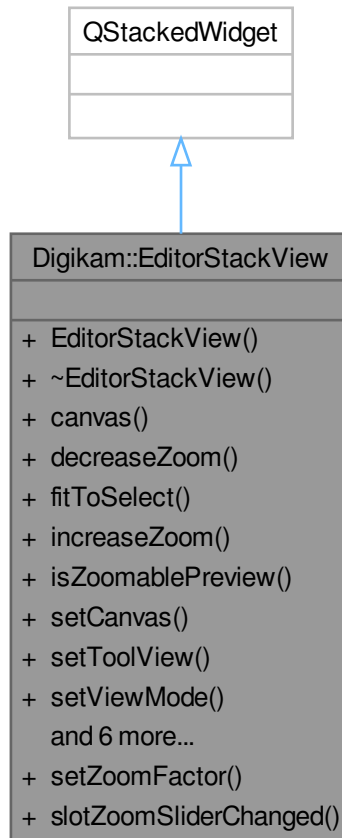 QStackedWidget
Digikam::EditorStackView
+ EditorStackView()
+ ~EditorStackView()
+ canvas()
+ decreaseZoom()
+ fitToSelect()
+ increaseZoom()
+ isZoomablePreview()
+ setCanvas()
+ setToolView()
+ setViewMode()
and 6 more...
+ setZoomFactor()
+ slotZoomSliderChanged()